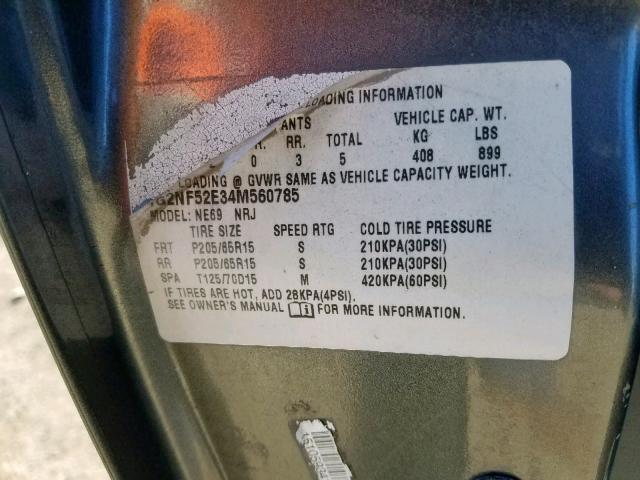 LOADING INFORMATION
ANTS VEHICLE CAP. WT.
RR. TOTAL KG LBS
0 3 5 408 899
LOADING @ GVWR SAME AS VEHICLE CAPACITY WEIGHT.
1G2NF52E34M560785
MODEL: NE69 NRJ
TIRE SIZE SPEED RTG COLD TIRE PRESSURE
FRT P205/65R15 S 210KPA(30PSI)
RR P205/65R15 S 210KPA(30PSI)
SPA T125/70D15 M 420KPA(60PSI)
IF TIRES ARE HOT, ADD 28KPA(4PSI).
SEE OWNER'S MANUAL FOR MORE INFORMATION.